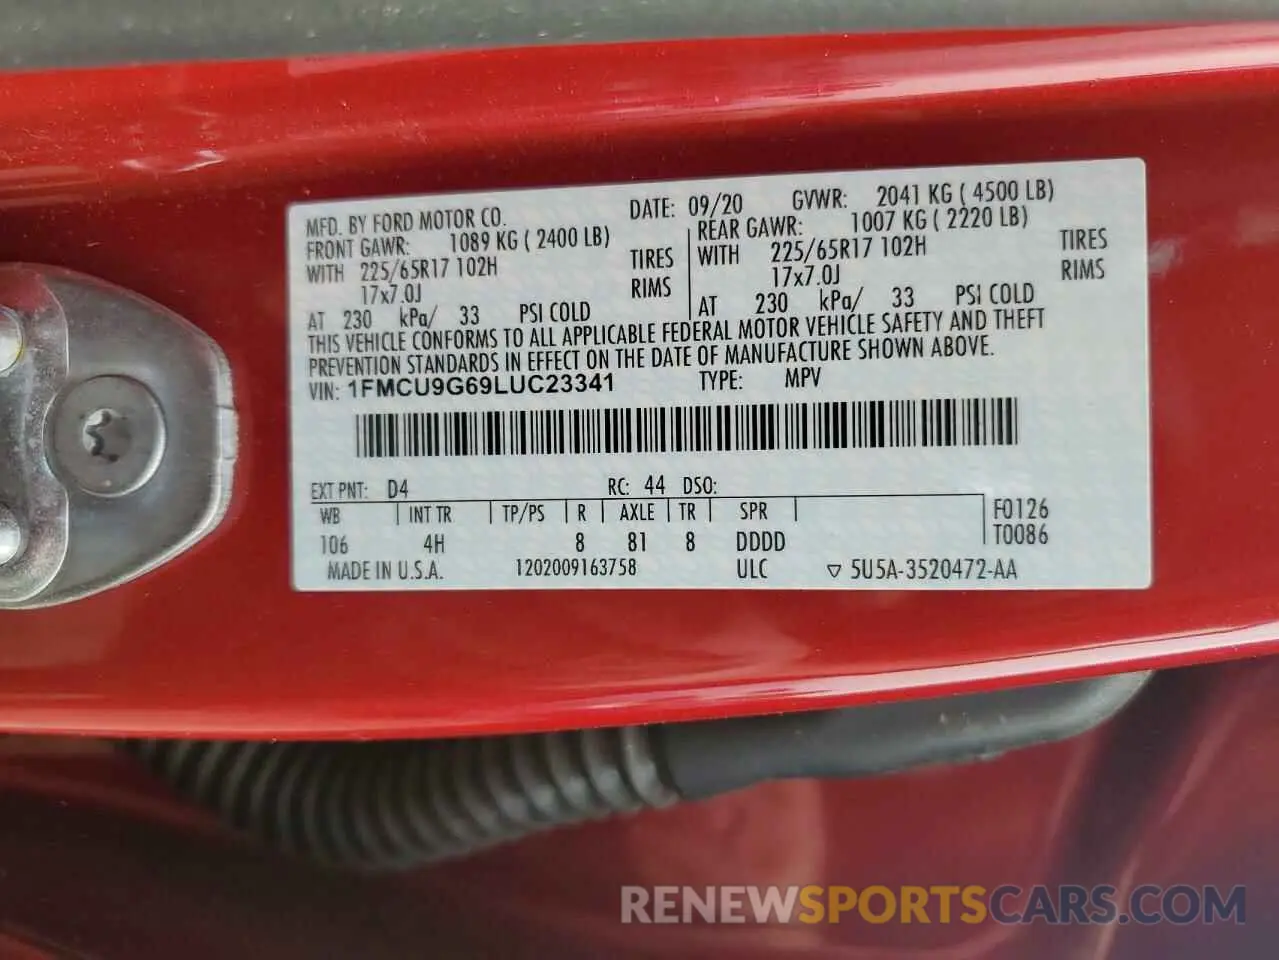 MFD. BY FORD MOTOR CO. DATE: 09/20 GVWR: 2041 KG ( 4500 LB)
FRONT GAWR: 1089 KG ( 2400 LB) REAR GAWR: 1007 KG ( 2220 LB)
WITH 225/65R17 102H TIRES WITH 225/65R17 102H TIRES
17x7.0J RIMS 17x7.0J RIMS
AT 230 kPa/ 33 PSI COLD AT 230 kPa/ 33 PSI COLD
THIS VEHICLE CONFORMS TO ALL APPLICABLE FEDERAL MOTOR VEHICLE SAFETY AND THEFT
PREVENTION STANDARDS IN EFFECT ON THE DATE OF MANUFACTURE SHOWN ABOVE.
VIN: 1FMCU9G69LUC23341 TYPE: MPV
EXT PNT: D4 RC: 44 DSO:
WB INT TR TP/PS R AXLE TR SPR F0126
106 4H 8 81 8 DDDD T0086
MADE IN U.S.A. 1202009163758 ULC ▽ 5U5A-3520472-AA
RENEWSPORTSCARS.COM